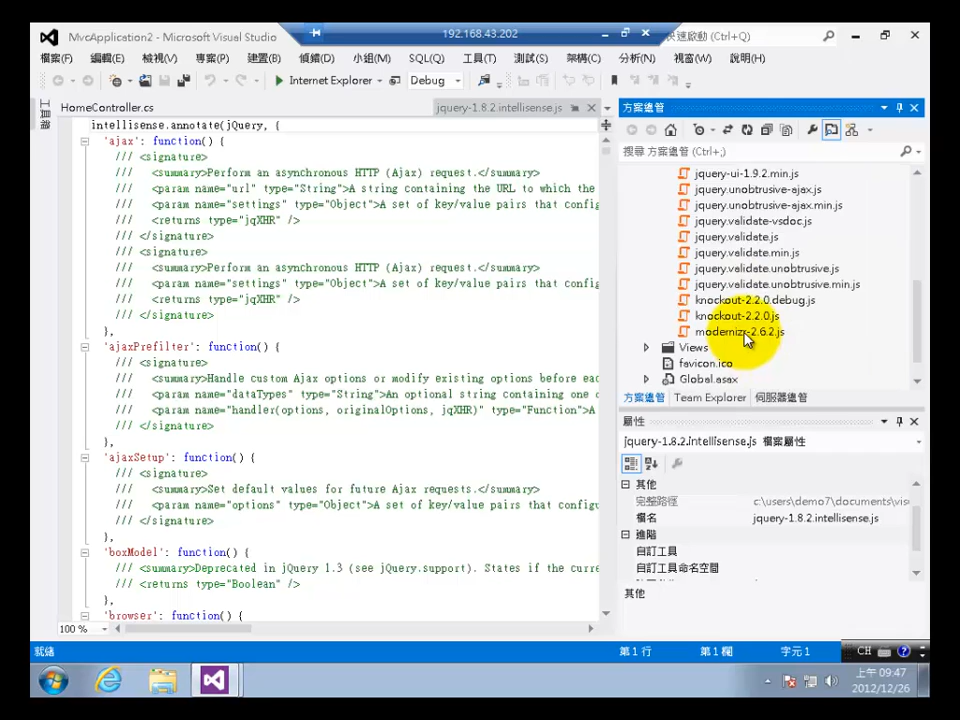 192.168.43.202
MvcApplication2 - Microsoft Visual Studio
快速啟動 (Ctrl+Q)
檔案(F) 編輯(E) 檢視(V) 專案(P) 建置(B) 偵錯(D) 小組(M) SQL(Q) 工具(T) 測試(S) 架構(C) 分析(N) 視窗(W) 說明(H)
Internet Explorer Debug
工具箱
HomeController.cs jquery-1.8.2.intellisense.js
intellisense.annotate(jQuery, {
'ajax': function() {
/// <signature>
/// <summary>Perform an asynchronous HTTP (Ajax) request.</summary>
/// <param name="url" type="String">A string containing the URL to which the
/// <param name="settings" type="Object">A set of key/value pairs that config
/// <returns type="jqXHR" />
/// </signature>
/// <signature>
/// <summary>Perform an asynchronous HTTP (Ajax) request.</summary>
/// <param name="settings" type="Object">A set of key/value pairs that config
/// <returns type="jqXHR" />
/// </signature>
},
'ajaxPrefilter': function() {
/// <signature>
/// <summary>Handle custom Ajax options or modify existing options before eac
/// <param name="dataTypes" type="String">An optional string containing one o
/// <param name="handler(options, originalOptions, jqXHR)" type="Function">A
/// </signature>
},
'ajaxSetup': function() {
/// <signature>
/// <summary>Set default values for future Ajax requests.</summary>
/// <param name="options" type="Object">A set of key/value pairs that configu
/// </signature>
},
'boxModel': function() {
/// <summary>Deprecated in jQuery 1.3 (see jQuery.support). States if the curre
/// <returns type="Boolean" />
},
'browser': function() {
100 %
方案總管
搜尋 方案總管 (Ctrl+;)
jquery-ui-1.9.2.min.js
jquery.unobtrusive-ajax.js
jquery.unobtrusive-ajax.min.js
jquery.validate-vsdoc.js
jquery.validate.js
jquery.validate.min.js
jquery.validate.unobtrusive.js
jquery.validate.unobtrusive.min.js
knockout-2.2.0.debug.js
knockout-2.2.0.js
modernizr-2.6.2.js
Views
favicon.ico
Global.asax
方案總管 Team Explorer 伺服器總管
屬性
jquery-1.8.2.intellisense.js 檔案屬性
其他
完整路徑 c:\users\demo7\documents\vis
檔名 jquery-1.8.2.intellisense.js
進階
自訂工具
自訂工具命名空間
其他
就緒 第 1 行 第 1 欄 字元 1 CH
上午 09:47
2012/12/26